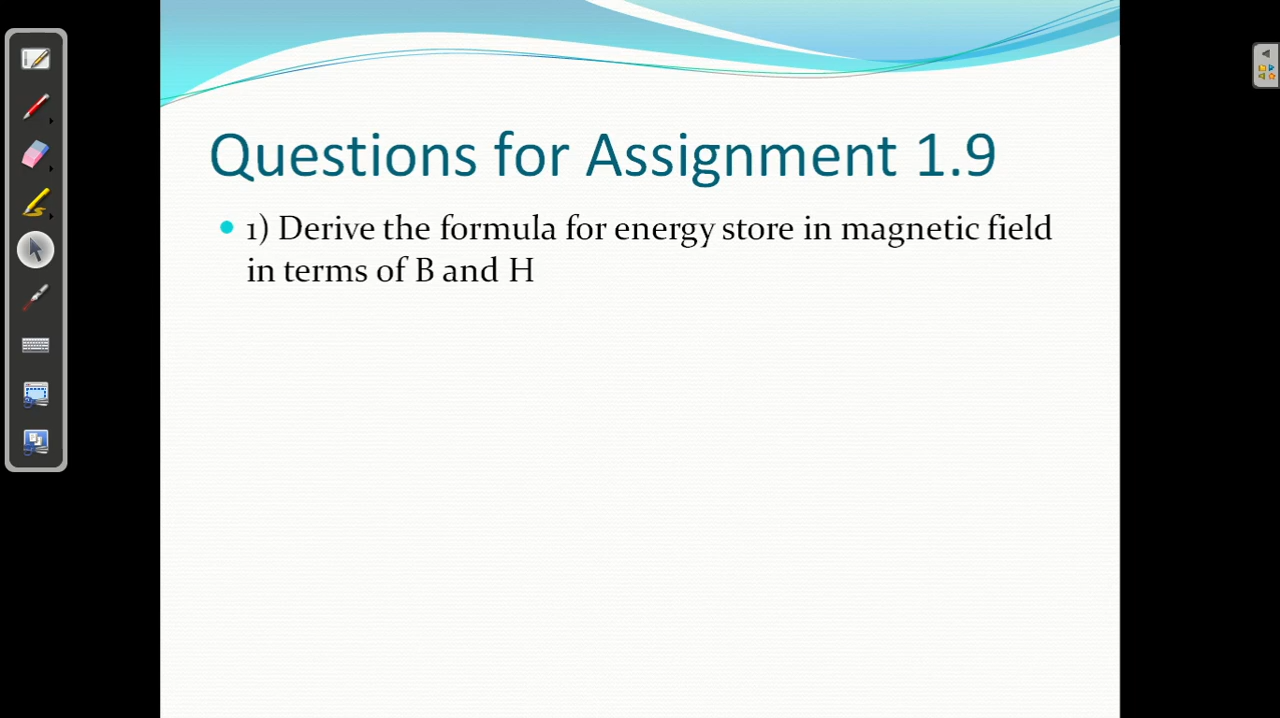 Questions for Assignment 1.9
1) Derive the formula for energy store in magnetic field
in terms of B and H